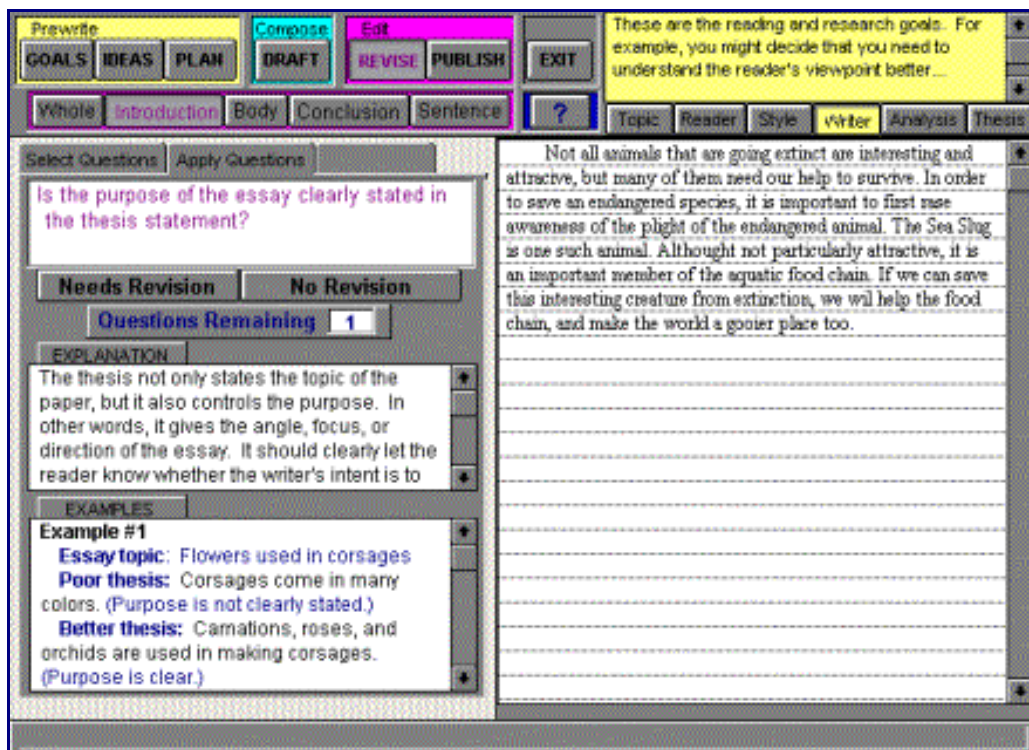 Prewrite
GOALS IDEAS PLAN
Compose
DRAFT
Edit
REVISE PUBLISH
EXIT
These are the reading and research goals. For
example, you might decide that you need to
understand the reader's viewpoint better....
Whole Introduction Body Conclusion Sentence
?
Topic Reader Style Writer Analysis Thesis
Select Questions Apply Questions
Is the purpose of the essay clearly stated in
the thesis statement?
Needs Revision No Revision
Questions Remaining 1
EXPLANATION
The thesis not only states the topic of the
paper, but it also controls the purpose. In
other words, it gives the angle, focus, or
direction of the essay. It should clearly let the
reader know whether the writer's intent is to
EXAMPLES
Example #1
Essay topic: Flowers used in corsages
Poor thesis: Corsages come in many
colors. (Purpose is not clearly stated.)
Better thesis: Carnations, roses, and
orchids are used in making corsages.
(Purpose is clear.)
Not all animals that are going extinct are interesting and
attracive, but many of them need our help to survive. In order
to save an endangered species, it is important to first rase
awareness of the plight of the endangered animal. The Sea Slug
is one such animal. Althought not particularly attractive, it is
an important member of the aquatic food chain. If we can save
this interesting creature from extinction, we wil help the food
chain, and make the world a gooier place too.